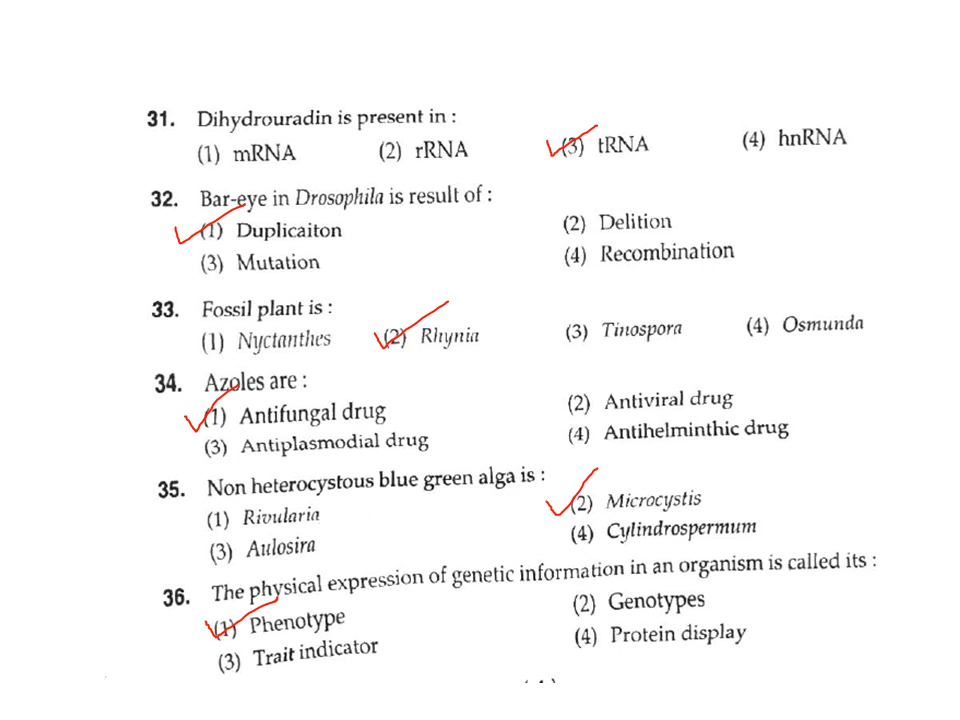 31. Dihydrouradin is present in :
(1) mRNA (2) rRNA (3) tRNA (4) hnRNA
32. Bar-eye in Drosophila is result of :
(1) Duplicaiton (2) Delition
(3) Mutation (4) Recombination
33. Fossil plant is :
(1) Nyctanthes (2) Rhynia (3) Tinospora (4) Osmunda
34. Azoles are :
(1) Antifungal drug (2) Antiviral drug
(3) Antiplasmodial drug (4) Antihelminthic drug
35. Non heterocystous blue green alga is :
(1) Rivularia (2) Microcystis
(3) Aulosira (4) Cylindrospermum
36. The physical expression of genetic information in an organism is called its :
(1) Phenotype (2) Genotypes
(3) Trait indicator (4) Protein display